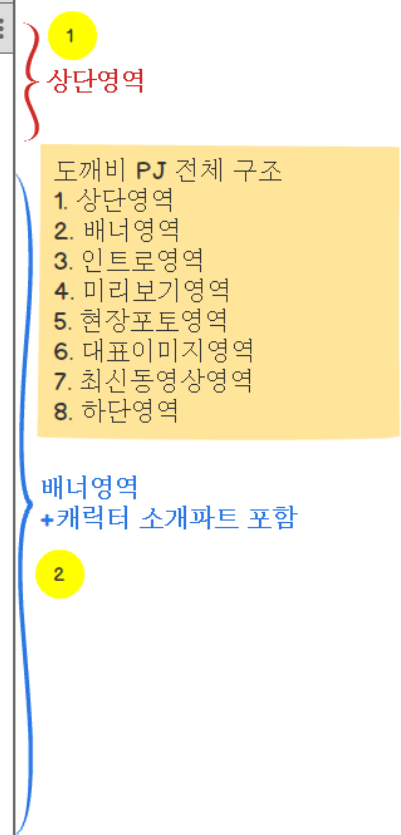 1
상단영역
도깨비 PJ 전체 구조
1. 상단영역
2. 배너영역
3. 인트로영역
4. 미리보기영역
5. 현장포토영역
6. 대표이미지영역
7. 최신동영상영역
8. 하단영역
배너영역
+캐릭터 소개파트 포함
2